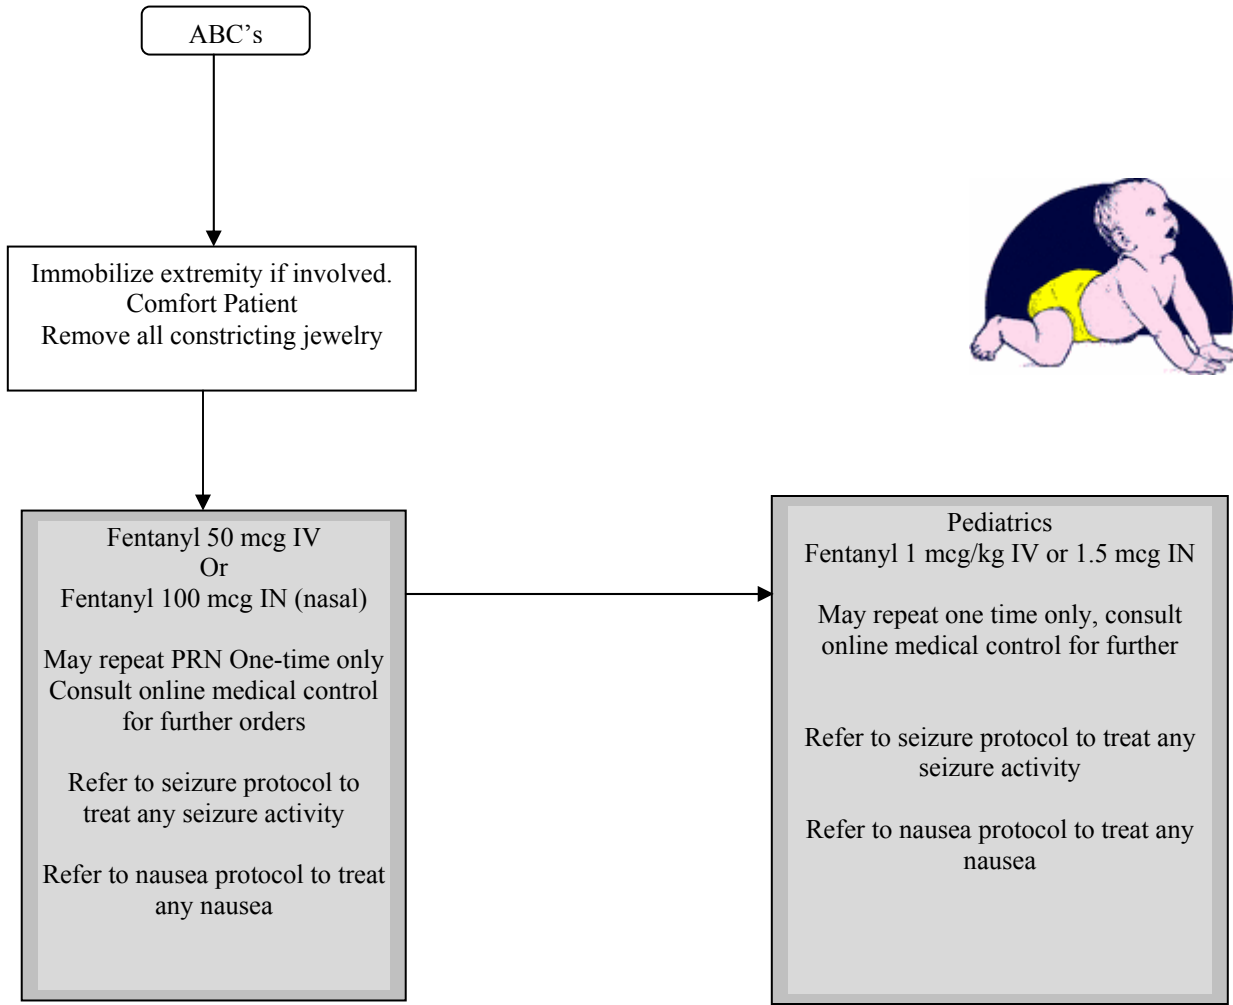 ABC’s
Immobilize extremity if involved.
Comfort Patient
Remove all constricting jewelry
Fentanyl 50 mcg IV
Or
Fentanyl 100 mcg IN (nasal)
May repeat PRN One-time only
Consult online medical control
for further orders
Refer to seizure protocol to
treat any seizure activity
Refer to nausea protocol to treat
any nausea
Pediatrics
Fentanyl 1 mcg/kg IV or 1.5 mcg IN
May repeat one time only, consult
online medical control for further
Refer to seizure protocol to treat any
seizure activity
Refer to nausea protocol to treat any
nausea